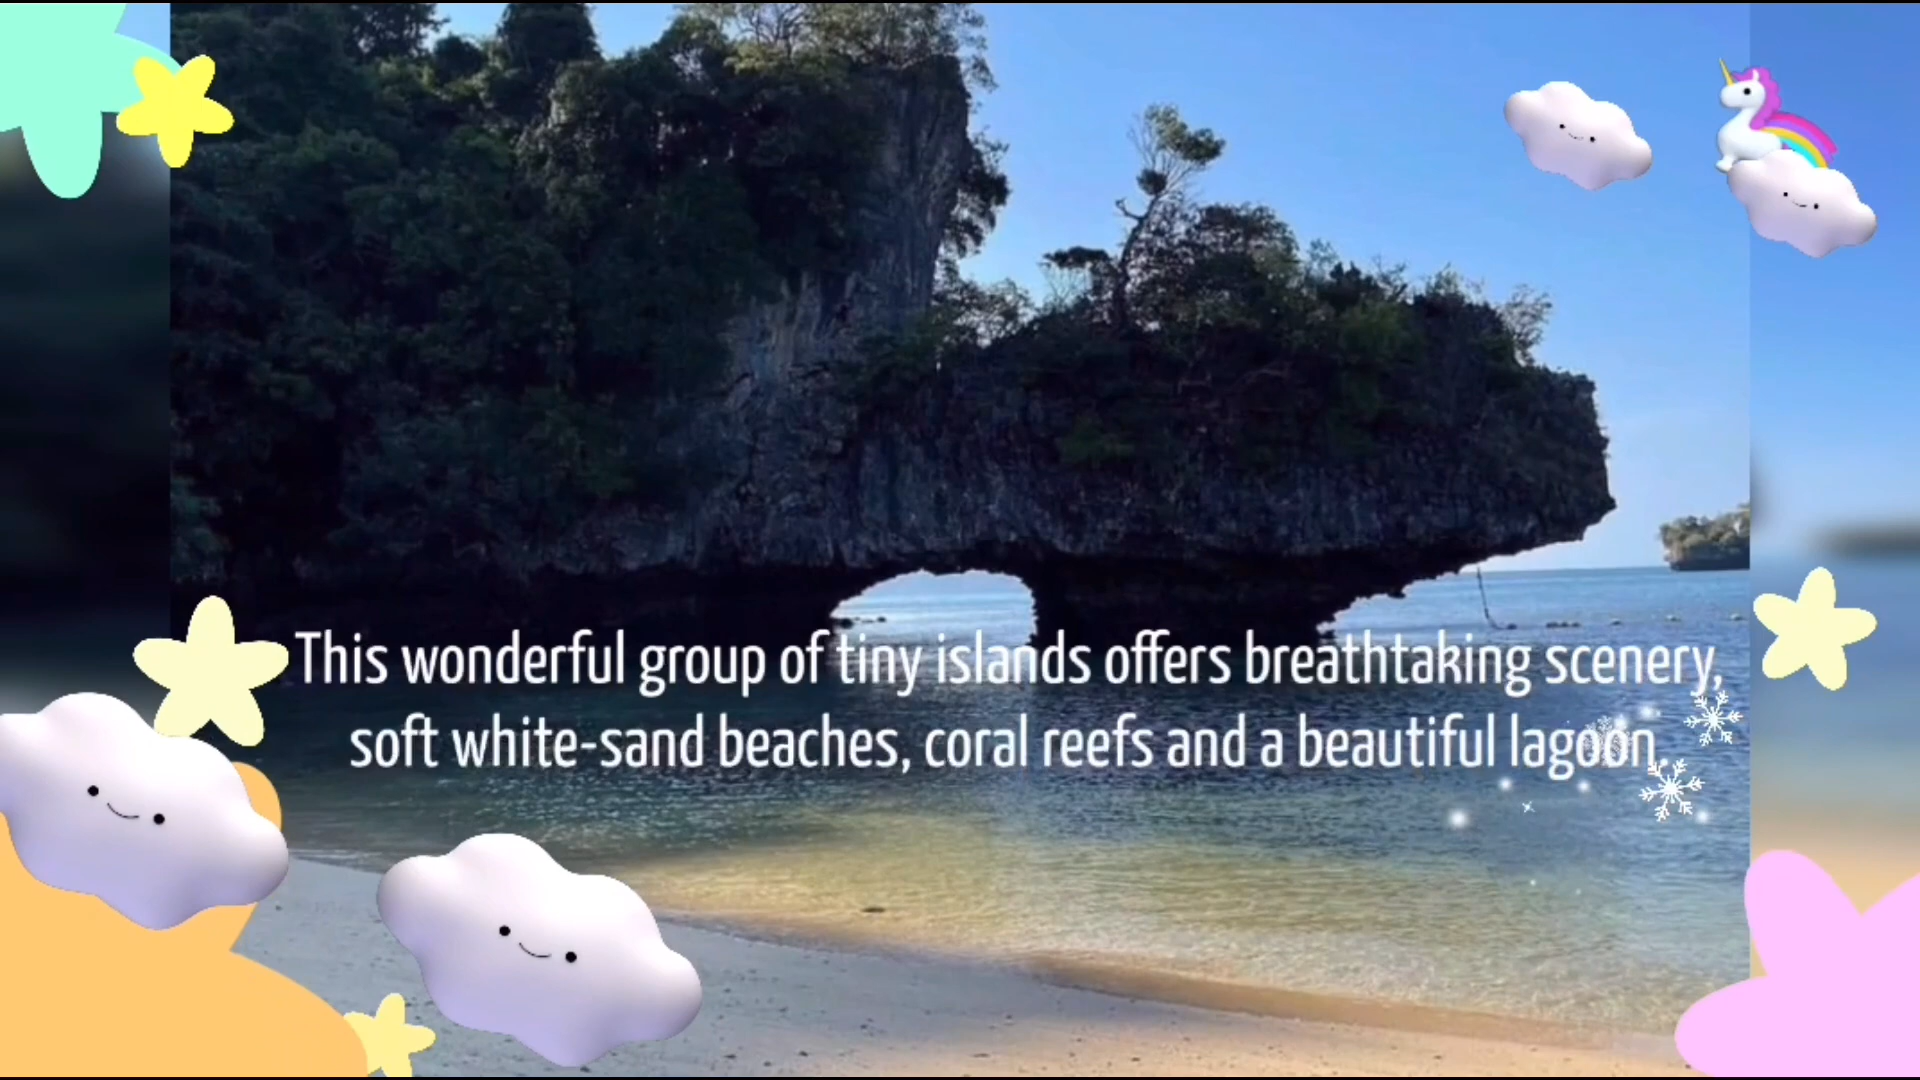 This wonderful group of tiny islands offers breathtaking scenery,
soft white-sand beaches, coral reefs and a beautiful lagoon.